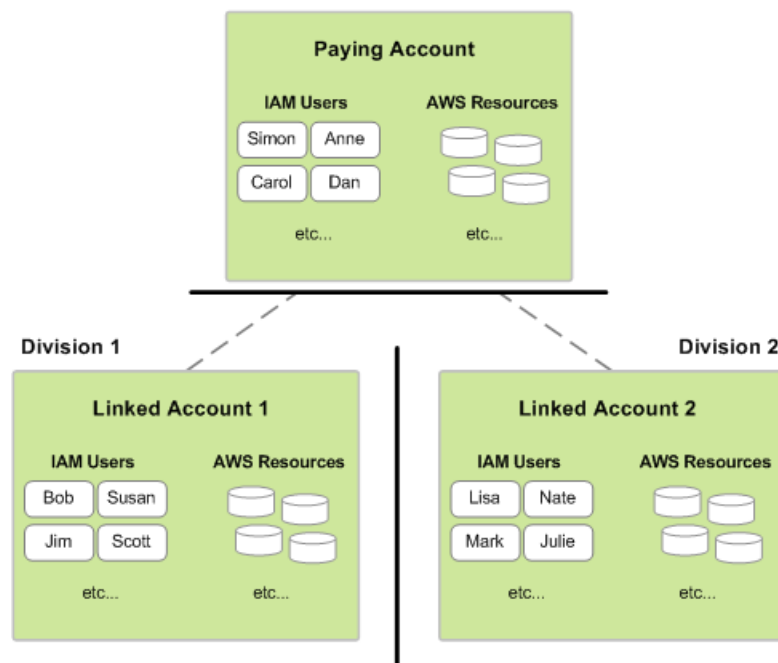 Paying Account
IAM Users
AWS Resources
Simon
Anne
Carol
Dan
etc...
etc...
Division 1
Division 2
Linked Account 1
IAM Users
AWS Resources
Bob
Susan
Jim
Scott
etc...
etc...
Linked Account 2
IAM Users
AWS Resources
Lisa
Nate
Mark
Julie
etc...
etc...